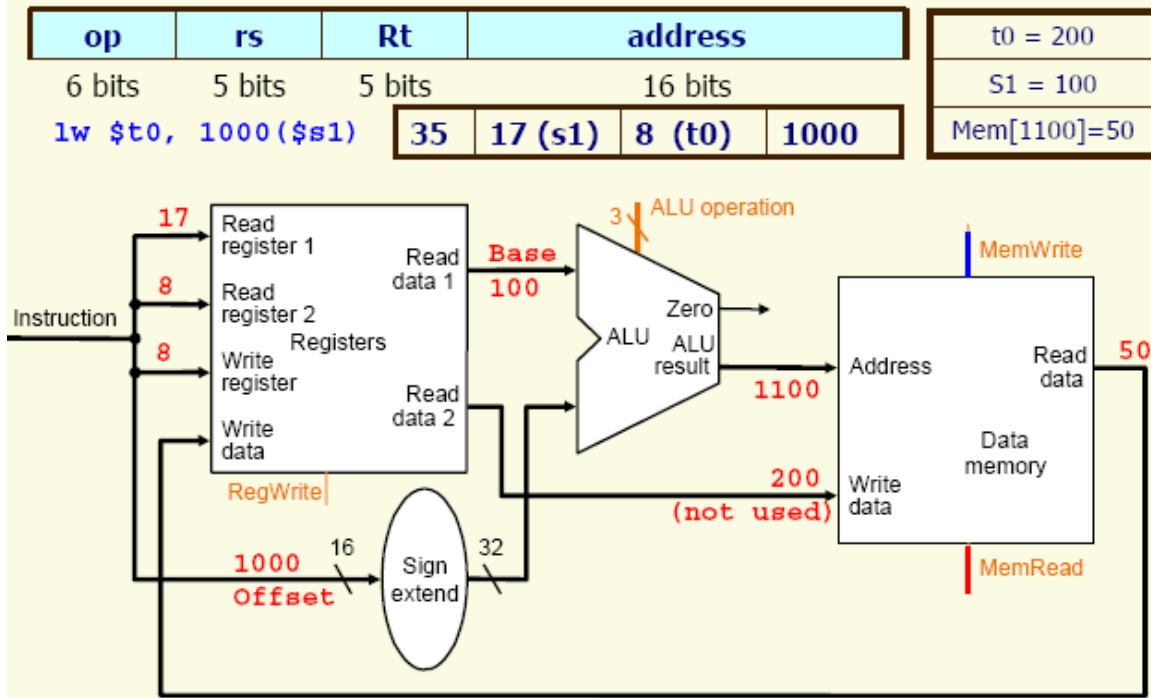 op rs Rt address
6 bits 5 bits 5 bits 16 bits
lw $t0, 1000($s1)
35 17 (s1) 8 (t0) 1000
t0 = 200
S1 = 100
Mem[1100]=50
Instruction
17
8
8
Read
register 1
Read
register 2
Write
register
Write
data
Registers
Read
data 1
Read
data 2
RegWrite
Base
100
3
ALU operation
Zero
ALU
ALU
result
1100
200
(not used)
MemWrite
Address
Read
data
Data
memory
Write
data
MemRead
50
1000
Offset
16
Sign
extend
32